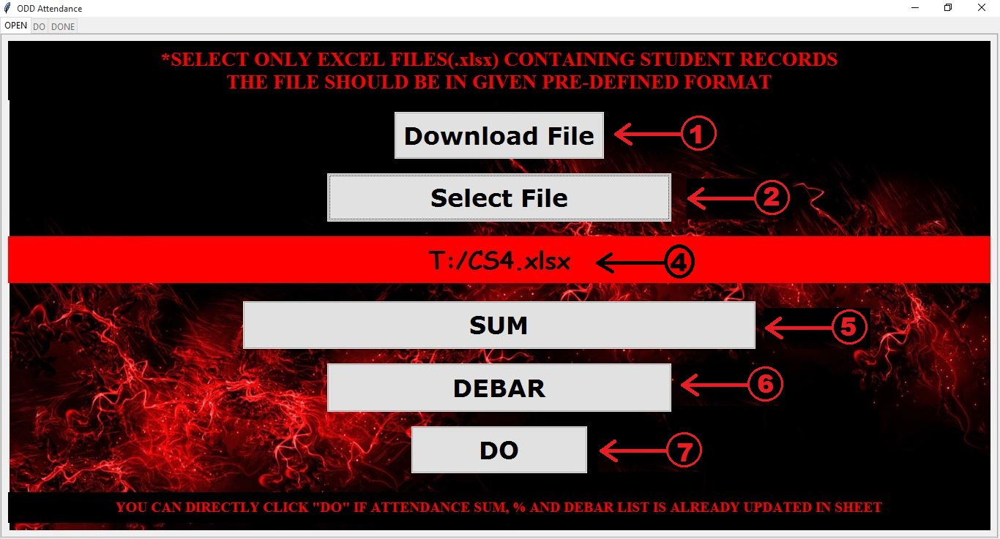 ODD Attendance
OPEN DO DONE
*SELECT ONLY EXCEL FILES(.xlsx) CONTAINING STUDENT RECORDS
THE FILE SHOULD BE IN GIVEN PRE-DEFINED FORMAT
Download File 1
Select File 2
T:/CS4.xlsx 4
SUM 5
DEBAR 6
DO 7
YOU CAN DIRECTLY CLICK "DO" IF ATTENDANCE SUM, % AND DEBAR LIST IS ALREADY UPDATED IN SHEET